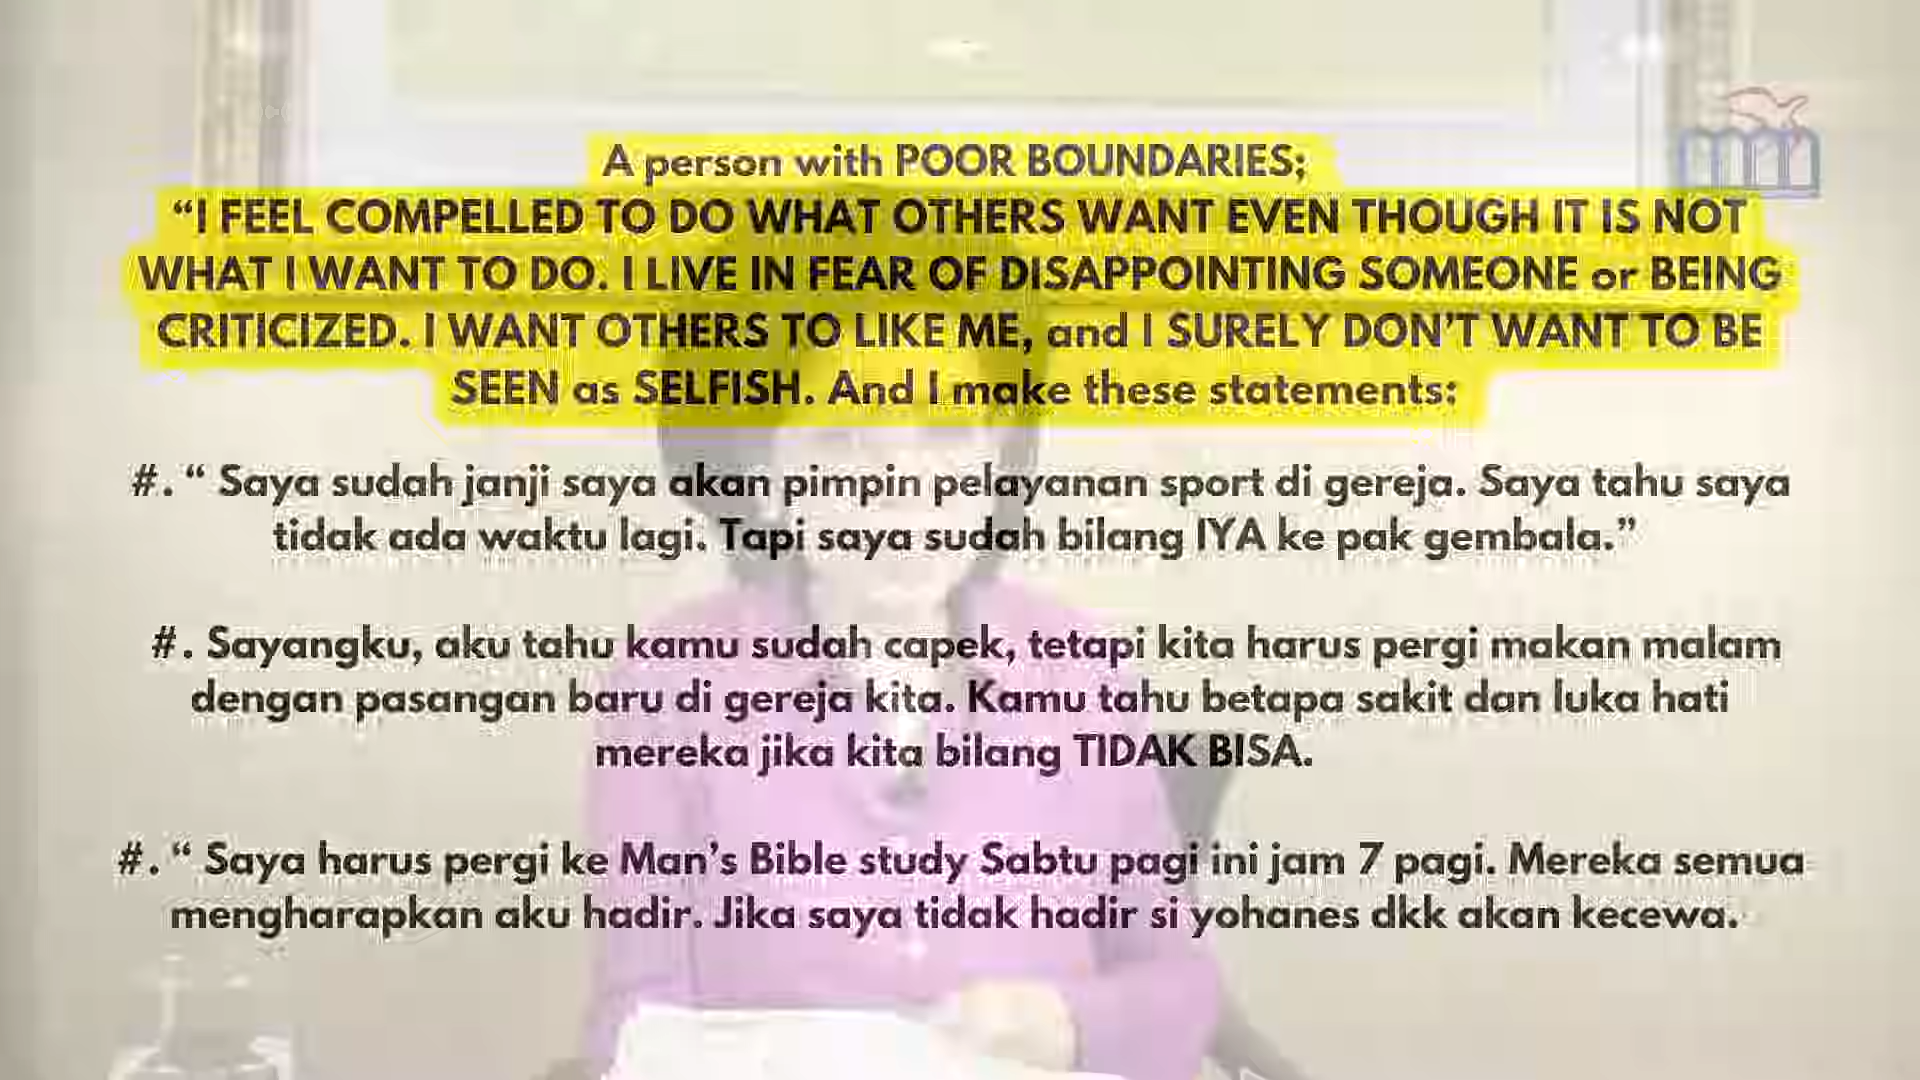 A person with POOR BOUNDARIES;
“I FEEL COMPELLED TO DO WHAT OTHERS WANT EVEN THOUGH IT IS NOT
WHAT I WANT TO DO. I LIVE IN FEAR OF DISAPPOINTING SOMEONE or BEING
CRITICIZED. I WANT OTHERS TO LIKE ME, and I SURELY DON’T WANT TO BE
SEEN as SELFISH. And I make these statements:
#. “ Saya sudah janji saya akan pimpin pelayanan sport di gereja. Saya tahu saya
tidak ada waktu lagi. Tapi saya sudah bilang IYA ke pak gembala.”
#. Sayangku, aku tahu kamu sudah capek, tetapi kita harus pergi makan malam
dengan pasangan baru di gereja kita. Kamu tahu betapa sakit dan luka hati
mereka jika kita bilang TIDAK BISA.
#. “ Saya harus pergi ke Man’s Bible study Sabtu pagi ini jam 7 pagi. Mereka semua
mengharapkan aku hadir. Jika saya tidak hadir si yohanes dkk akan kecewa.